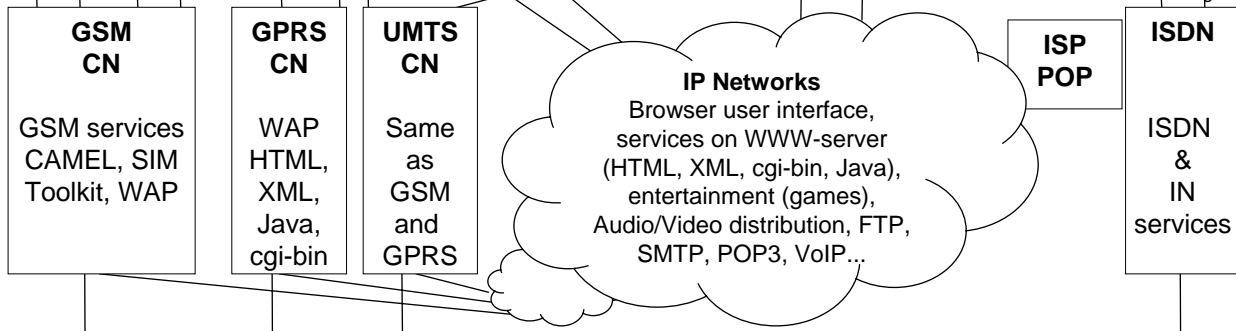 GSM
CN
GSM services
CAMEL, SIM
Toolkit, WAP
GPRS
CN
WAP
HTML,
XML,
Java,
cgi-bin
UMTS
CN
Same
as
GSM
and
GPRS
IP Networks
Browser user interface,
services on WWW-server
(HTML, XML, cgi-bin, Java),
entertainment (games),
Audio/Video distribution, FTP,
SMTP, POP3, VoIP...
ISP
POP
ISDN
ISDN
&
IN
services